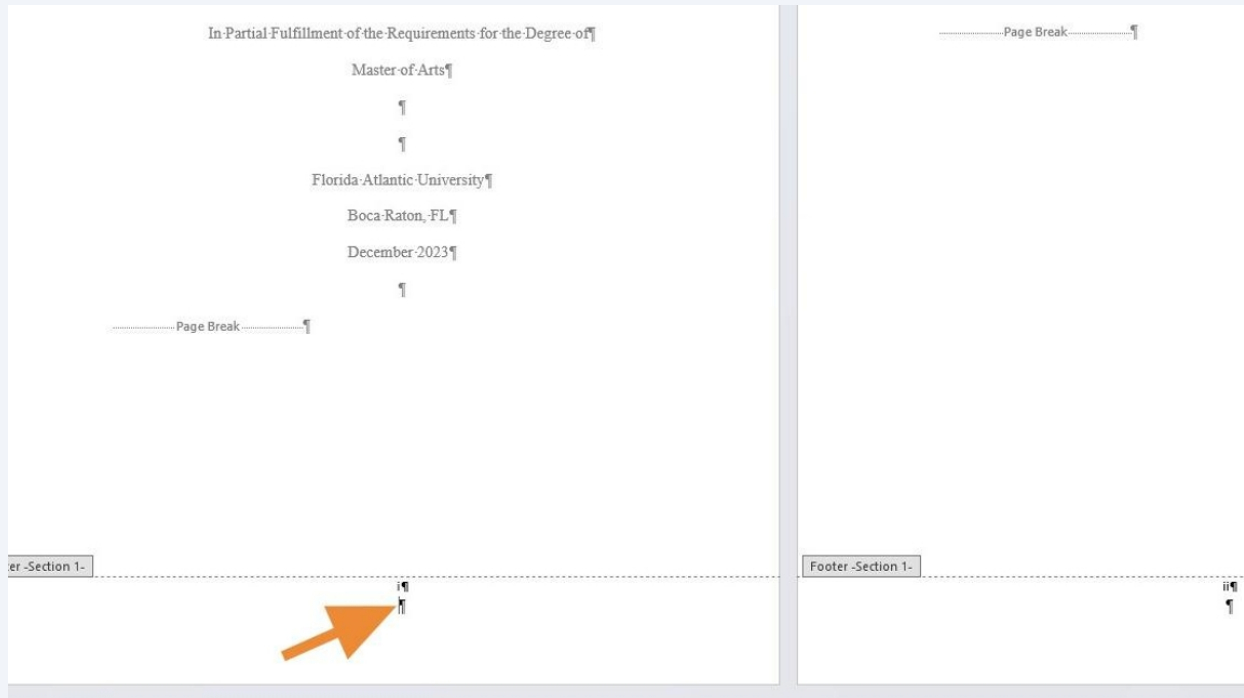 In·Partial·Fulfillment·of·the·Requirements·for·the·Degree·of¶
Master·of·Arts¶
¶
¶
Florida·Atlantic·University¶
Boca·Raton,·FL¶
December·2023¶
¶
Page Break¶
er -Section 1-
i¶
¶
Page Break¶
Footer -Section 1-
ii¶
¶